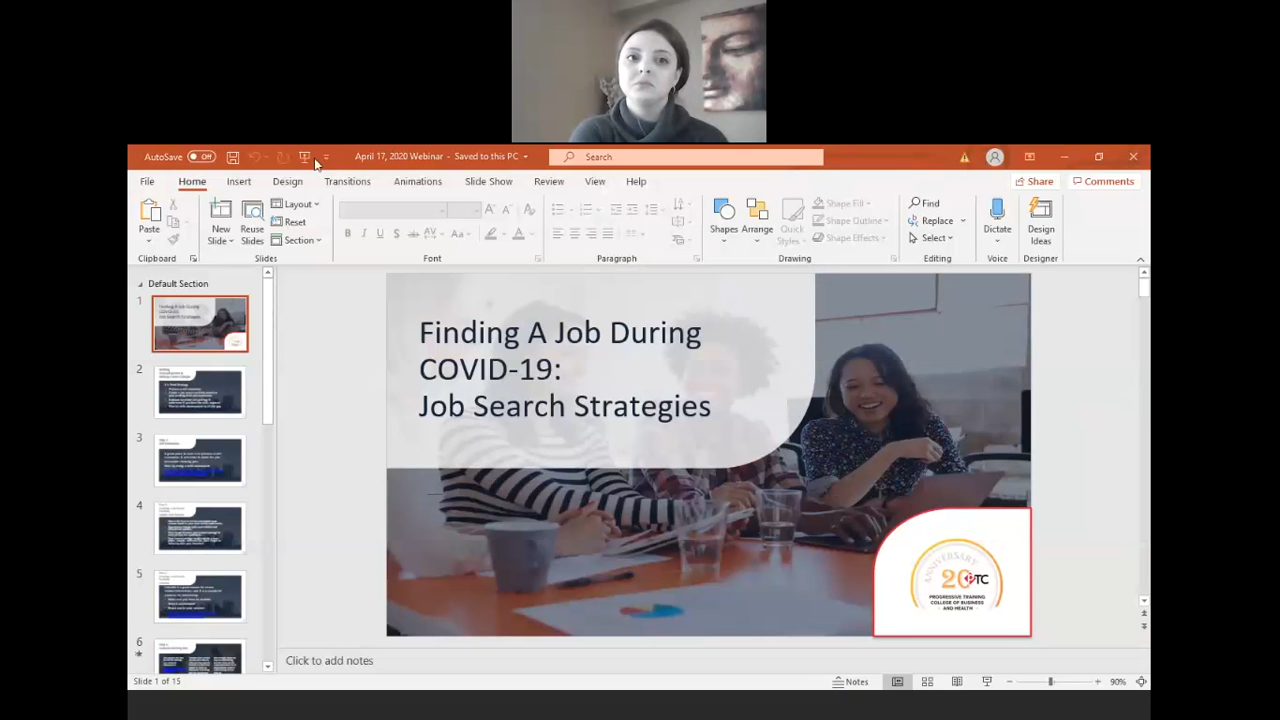 AutoSave Off
April 17, 2020 Webinar - Saved to this PC
Search
File Home Insert Design Transitions Animations Slide Show Review View Help
Share Comments
Paste
New Slide
Reuse Slides
Layout
Reset
Section
Aa
Shapes
Arrange
Quick Styles
Shape Fill
Shape Outline
Shape Effects
Find
Replace
Select
Dictate
Design Ideas
Clipboard Slides Font Paragraph Drawing Editing Voice Designer
Default Section
1
2
3
4
5
6
Finding A Job During
COVID-19:
Job Search Strategies
ANNIVERSARY
20 PTC
PROGRESSIVE TRAINING
COLLEGE OF BUSINESS
AND HEALTH
Click to add notes
Slide 1 of 15
Notes
90%